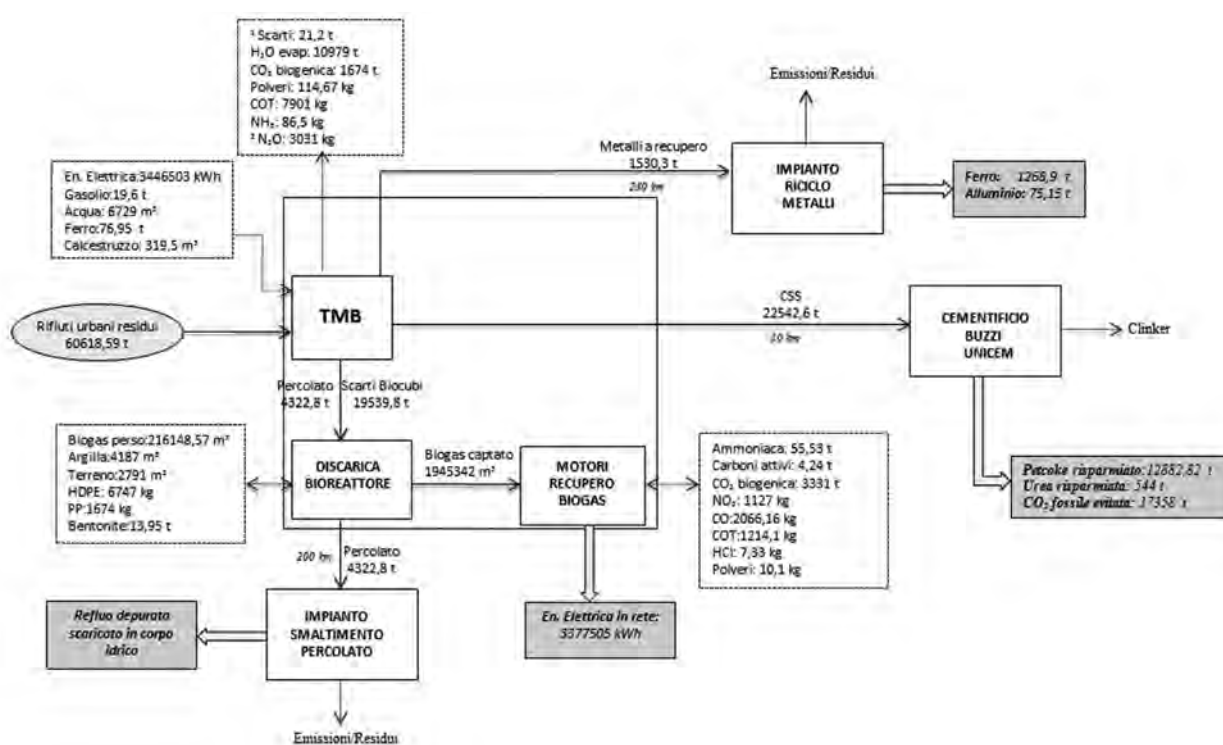 ¹ Scarti: 21,2 t
H₂O evap: 10979 t
CO₂ biogenica: 1674 t
Polveri: 114,67 kg
COT: 7901 kg
NH₃: 86,5 kg
² N₂O: 3031 kg
Emissioni/Residui
Metalli a recupero
1530,3 t
IMPIANTO
RICICLO
METALLI
Ferro: 1268,9 t
Alluminio: 75,15 t
En. Elettrica:3446503 kWh
Gasolio:19,6 t
Acqua: 6729 m³
Ferro:76,95 t
Calcestruzzo: 319,5 m³
Rifiuti urbani residui
60618,59 t
TMB
CSS
22542,6 t
10 km
CEMENTIFICIO
BUZZI
UNICEM
Clinker
Percolato
4322,8 t
Scarti Biocubi
19539,8 t
Biogas perso:216148,57 m³
Argilla:4187 m³
Terreno:2791 m³
HDPE: 6747 kg
PP:1674 kg
Bentonite:13,95 t
DISCARICA
BIOREATTORE
Biogas captato
1945342 m³
MOTORI
RECUPERO
BIOGAS
Ammoniaca: 55,53 t
Carboni attivi: 4,24 t
CO₂ biogenica: 3331 t
NO₂: 1127 kg
CO:2066,16 kg
COT:1214,1 kg
HCl: 7,33 kg
Polveri: 10,1 kg
Petcoke risparmiato:12882,82 t
Urea risparmiata: 544 t
CO₂ fossile evitata: 17358 t
200 km
Percolato
4322,8 t
Refluo depurato
scaricato in corpo
idrico
IMPIANTO
SMALTIMENTO
PERCOLATO
En. Elettrica in rete:
3377505 kWh
Emissioni/Residui